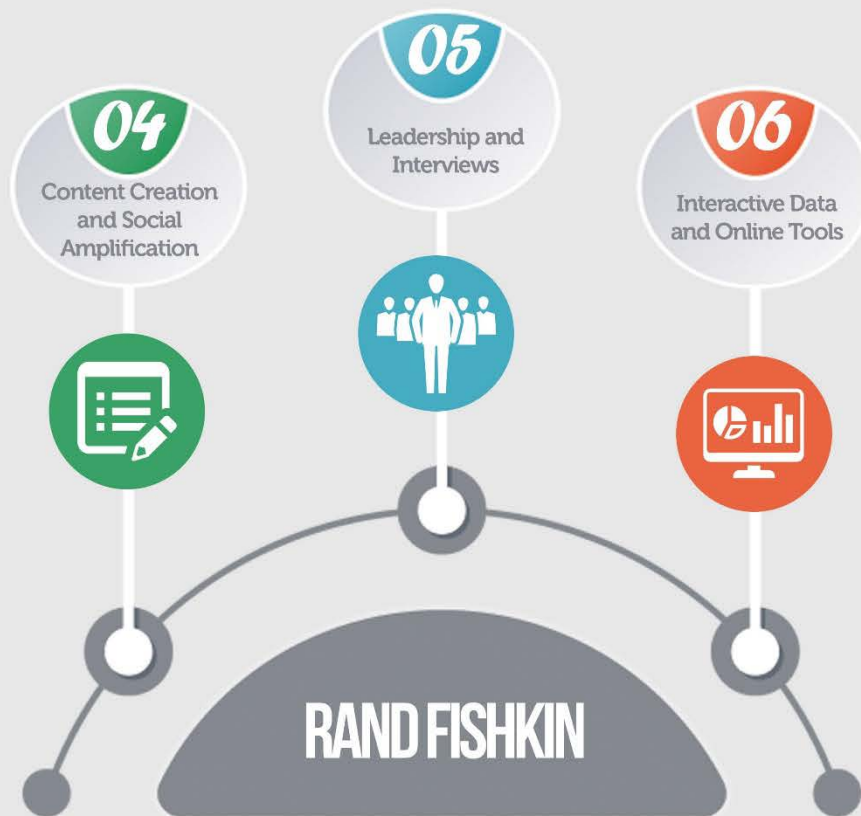 04
Content Creation
and Social
Amplification
05
Leadership and
Interviews
06
Interactive Data
and Online Tools
RAND FISHKIN